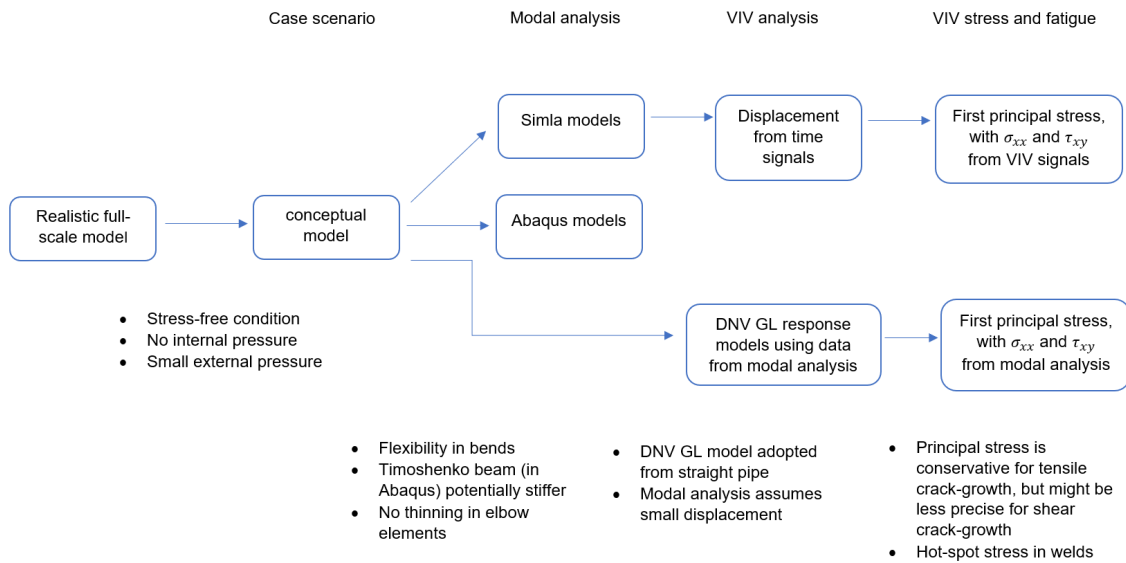 Case scenario
Modal analysis
VIV analysis
VIV stress and fatigue
Simla models
Displacement
from time
signals
First principal stress,
with σxx and τxy
from VIV signals
Realistic full-
scale model
conceptual
model
Abaqus models
• Stress-free condition
• No internal pressure
• Small external pressure
DNV GL response
models using data
from modal analysis
First principal stress,
with σxx and τxy
from modal analysis
• Flexibility in bends
• Timoshenko beam (in
Abaqus) potentially stiffer
• No thinning in elbow
elements
• DNV GL model adopted
from straight pipe
• Modal analysis assumes
small displacement
• Principal stress is
conservative for tensile
crack-growth, but might be
less precise for shear
crack-growth
• Hot-spot stress in welds